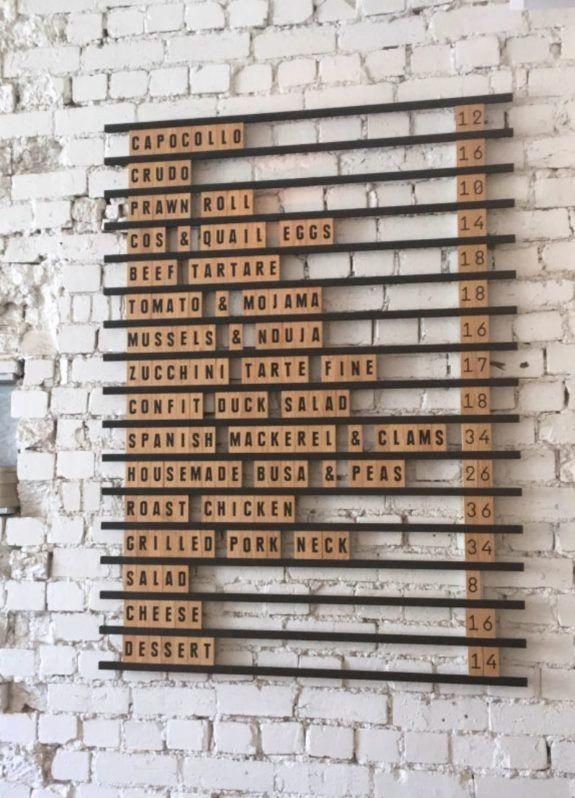 CAPOCOLLO 12
CRUDO 16
PRAWN ROLL 10
COS & QUAIL EGGS 14
BEEF TARTARE 18
TOMATO & MOJAMA 18
MUSSELS & NDUJA 16
ZUCCHINI TARTE FINE 17
CONFIT DUCK SALAD 18
SPANISH MACKEREL & CLAMS 34
HOUSEMADE BUSA & PEAS 26
ROAST CHICKEN 36
GRILLED PORK NECK 34
SALAD 8
CHEESE 16
DESSERT 14